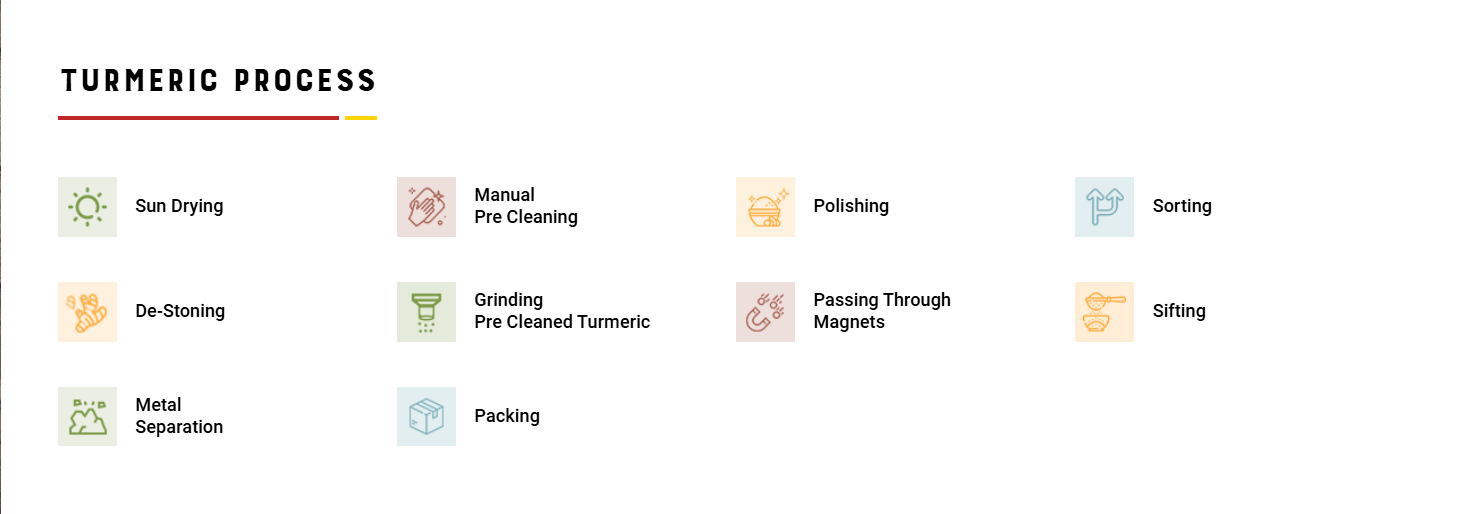 TURMERIC PROCESS
Sun Drying
Manual
Pre Cleaning
Polishing
Sorting
De-Stoning
Grinding
Pre Cleaned Turmeric
Passing Through
Magnets
Sifting
Metal
Separation
Packing